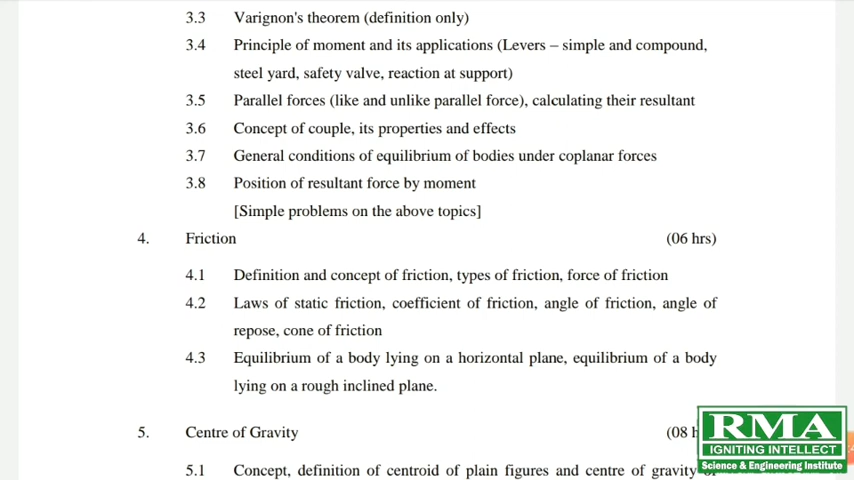 3.3 Varignon's theorem (definition only)
3.4 Principle of moment and its applications (Levers – simple and compound,
steel yard, safety valve, reaction at support)
3.5 Parallel forces (like and unlike parallel force), calculating their resultant
3.6 Concept of couple, its properties and effects
3.7 General conditions of equilibrium of bodies under coplanar forces
3.8 Position of resultant force by moment
[Simple problems on the above topics]
4. Friction (06 hrs)
4.1 Definition and concept of friction, types of friction, force of friction
4.2 Laws of static friction, coefficient of friction, angle of friction, angle of
repose, cone of friction
4.3 Equilibrium of a body lying on a horizontal plane, equilibrium of a body
lying on a rough inclined plane.
5. Centre of Gravity (08 h
5.1 Concept, definition of centroid of plain figures and centre of gravity
RMA
IGNITING INTELLECT
Science & Engineering Institute